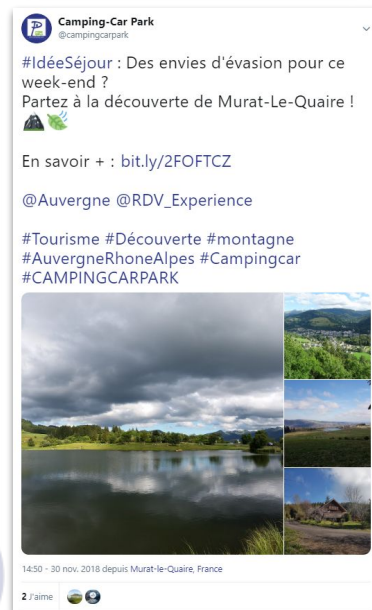 Camping-Car Park
@campingcarpark
#IdéeSéjour : Des envies d'évasion pour ce
week-end ?
Partez à la découverte de Murat-Le-Quaire !
En savoir + : bit.ly/2FOFTCZ
@Auvergne @RDV_Experience
#Tourisme #Découverte #montagne
#AuvergneRhoneAlpes #Campingcar
#CAMPINGCARPARK
14:50 - 30 nov. 2018 depuis Murat-le-Quaire, France
2 J'aime